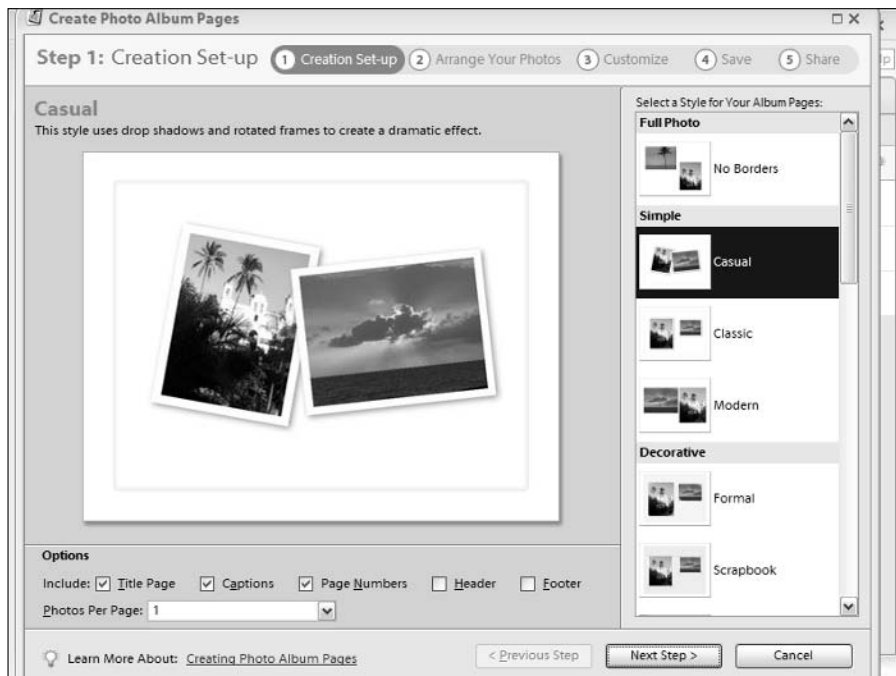 Create Photo Album Pages
Step 1: Creation Set-up
1 Creation Set-up
2 Arrange Your Photos
3 Customize
4 Save
5 Share
Casual
This style uses drop shadows and rotated frames to create a dramatic effect.
Select a Style for Your Album Pages:
Full Photo
No Borders
Simple
Casual
Classic
Modern
Decorative
Formal
Scrapbook
Options
Include: Title Page Captions Page Numbers Header Footer
Photos Per Page: 1
Learn More About: Creating Photo Album Pages
< Previous Step
Next Step >
Cancel